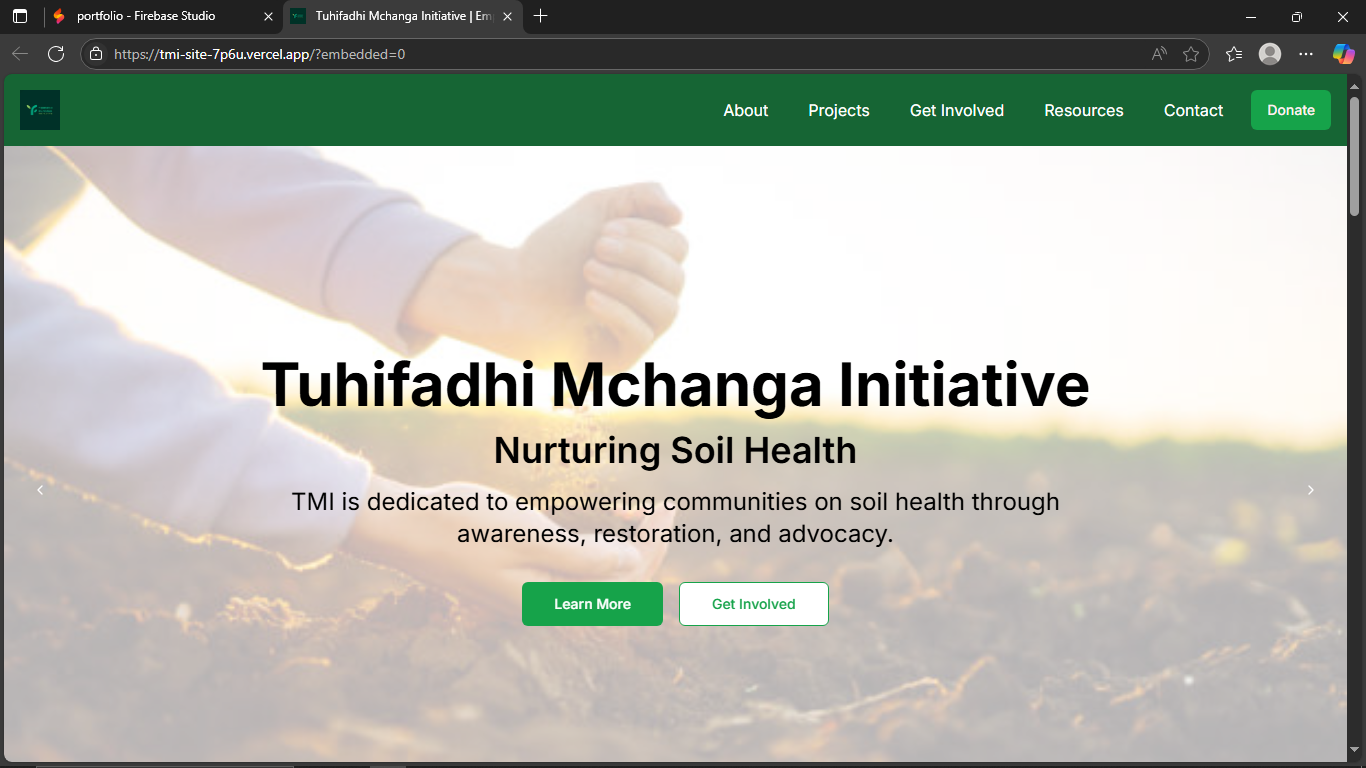 portfolio - Firebase Studio
Tuhifadhi Mchanga Initiative | Em
https://tmi-site-7p6u.vercel.app/?embedded=0
About Projects Get Involved Resources Contact Donate
Tuhifadhi Mchanga Initiative
Nurturing Soil Health
TMI is dedicated to empowering communities on soil health through
awareness, restoration, and advocacy.
Learn More Get Involved